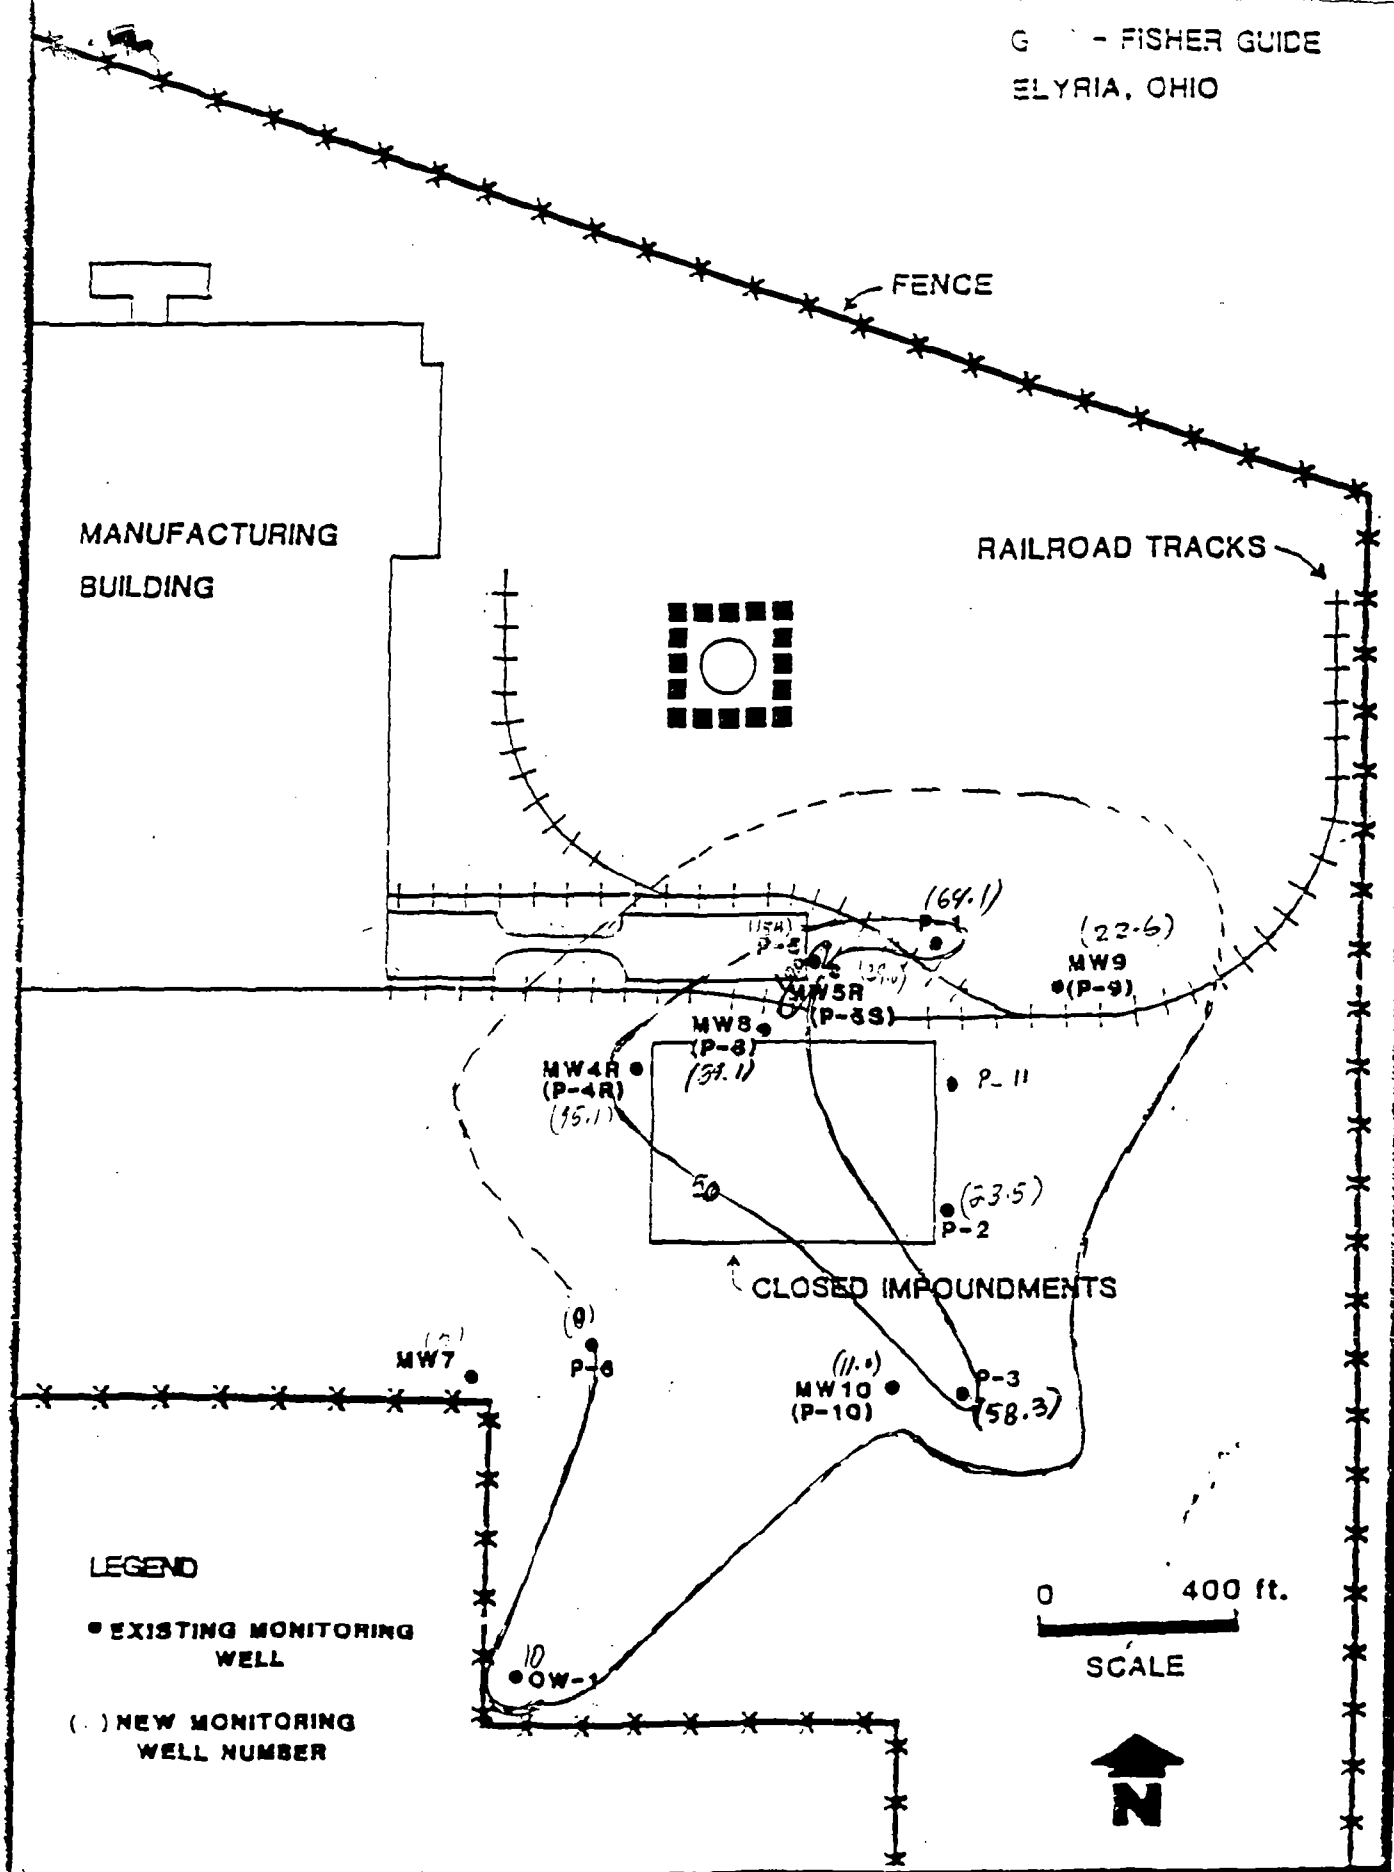 G - FISHER GUIDE
ELYRIA, OHIO
FENCE
MANUFACTURING
BUILDING
RAILROAD TRACKS
(64.1)
P-1
(22.6)
MW9
(P-9)
P-5
MW5R
(P-5S)
MW8
(P-8)
MW4R
(P-4R)
P-11
50
(23.5)
P-2
CLOSED IMPOUNDMENTS
(0)
P-6
MW7
MW10
(P-10)
P-3
(58.3)
LEGEND
EXISTING MONITORING
WELL
( ) NEW MONITORING
WELL NUMBER
10
OW-1
0 400 ft.
SCALE
N